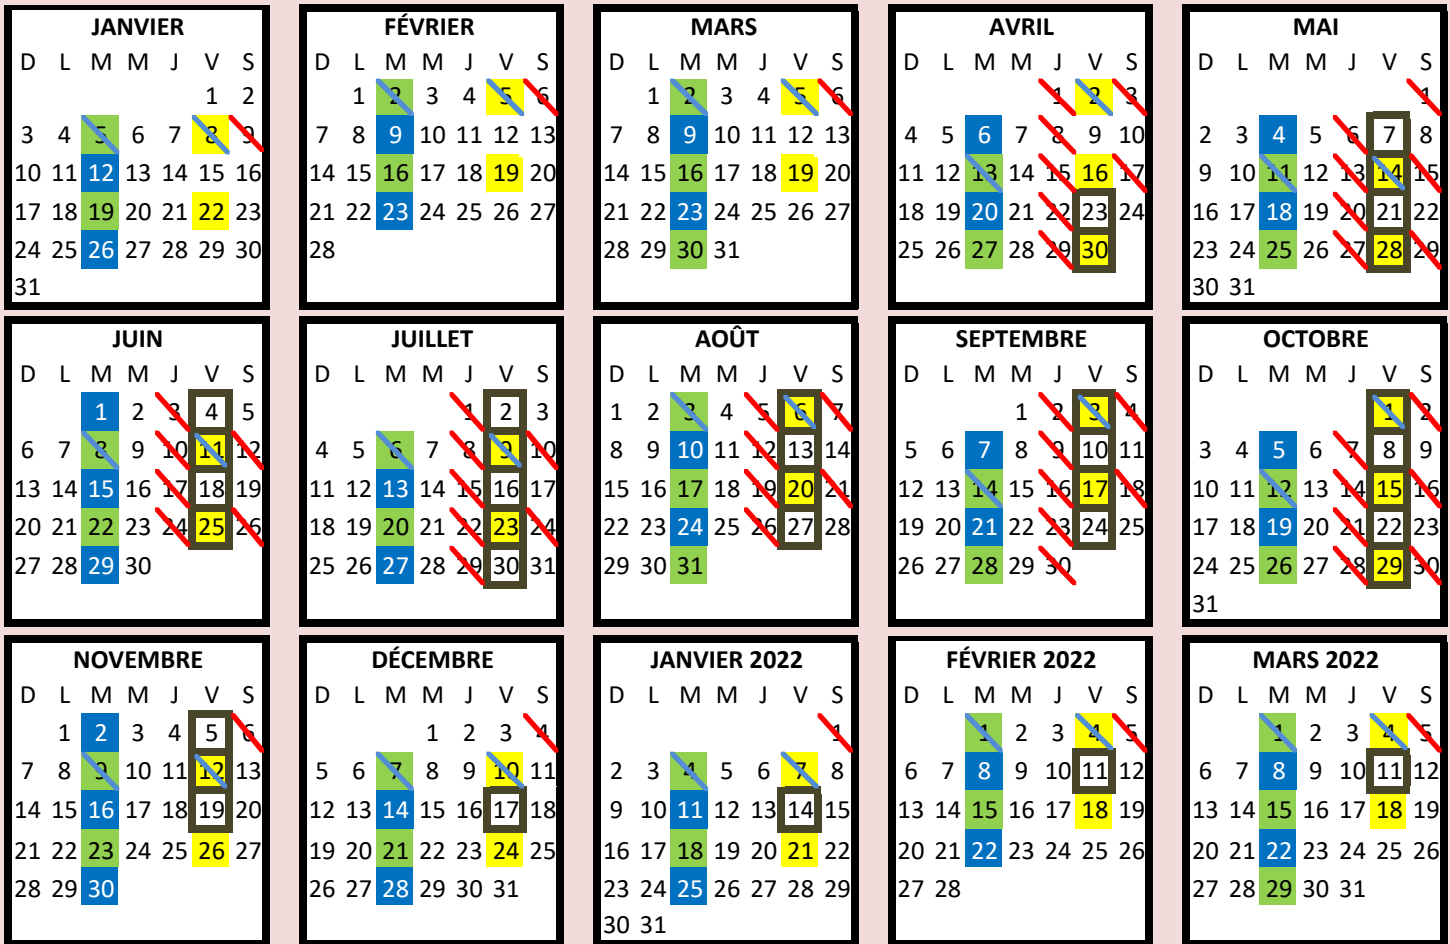 JANVIER
D L M M J V S
1 2
3 4 5 6 7 8 9
10 11 12 13 14 15 16
17 18 19 20 21 22 23
24 25 26 27 28 29 30
31
FÉVRIER
D L M M J V S
1 2 3 4 5 6
7 8 9 10 11 12 13
14 15 16 17 18 19 20
21 22 23 24 25 26 27
28
MARS
D L M M J V S
1 2 3 4 5 6
7 8 9 10 11 12 13
14 15 16 17 18 19 20
21 22 23 24 25 26 27
28 29 30 31
AVRIL
D L M M J V S
1 2 3
4 5 6 7 8 9 10
11 12 13 14 15 16 17
18 19 20 21 22 23 24
25 26 27 28 29 30
MAI
D L M M J V S
1
2 3 4 5 6 7 8
9 10 11 12 13 14 15
16 17 18 19 20 21 22
23 24 25 26 27 28 29
30 31
JUIN
D L M M J V S
1 2 3 4 5
6 7 8 9 10 11 12
13 14 15 16 17 18 19
20 21 22 23 24 25 26
27 28 29 30
JUILLET
D L M M J V S
1 2 3
4 5 6 7 8 9 10
11 12 13 14 15 16 17
18 19 20 21 22 23 24
25 26 27 28 29 30 31
AOÛT
D L M M J V S
1 2 3 4 5 6 7
8 9 10 11 12 13 14
15 16 17 18 19 20 21
22 23 24 25 26 27 28
29 30 31
SEPTEMBRE
D L M M J V S
1 2 3 4
5 6 7 8 9 10 11
12 13 14 15 16 17 18
19 20 21 22 23 24 25
26 27 28 29 30
OCTOBRE
D L M M J V S
1 2
3 4 5 6 7 8 9
10 11 12 13 14 15 16
17 18 19 20 21 22 23
24 25 26 27 28 29 30
31
NOVEMBRE
D L M M J V S
1 2 3 4 5 6
7 8 9 10 11 12 13
14 15 16 17 18 19 20
21 22 23 24 25 26 27
28 29 30
DÉCEMBRE
D L M M J V S
1 2 3 4
5 6 7 8 9 10 11
12 13 14 15 16 17 18
19 20 21 22 23 24 25
26 27 28 29 30 31
JANVIER 2022
D L M M J V S
1
2 3 4 5 6 7 8
9 10 11 12 13 14 15
16 17 18 19 20 21 22
23 24 25 26 27 28 29
30 31
FÉVRIER 2022
D L M M J V S
1 2 3 4 5
6 7 8 9 10 11 12
13 14 15 16 17 18 19
20 21 22 23 24 25 26
27 28
MARS 2022
D L M M J V S
1 2 3 4 5
6 7 8 9 10 11 12
13 14 15 16 17 18 19
20 21 22 23 24 25 26
27 28 29 30 31